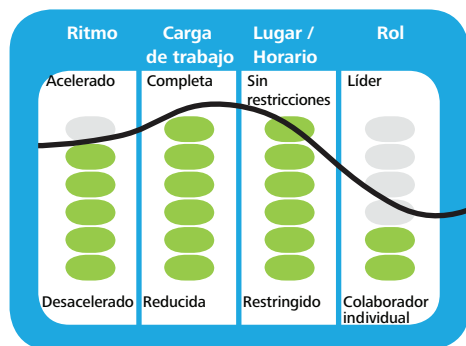 Ritmo
Carga
de trabajo
Lugar /
Horario
Rol
Acelerado
Completa
Sin
restricciones
Líder
Desacelerado
Reducida
Restringido
Colaborador
individual